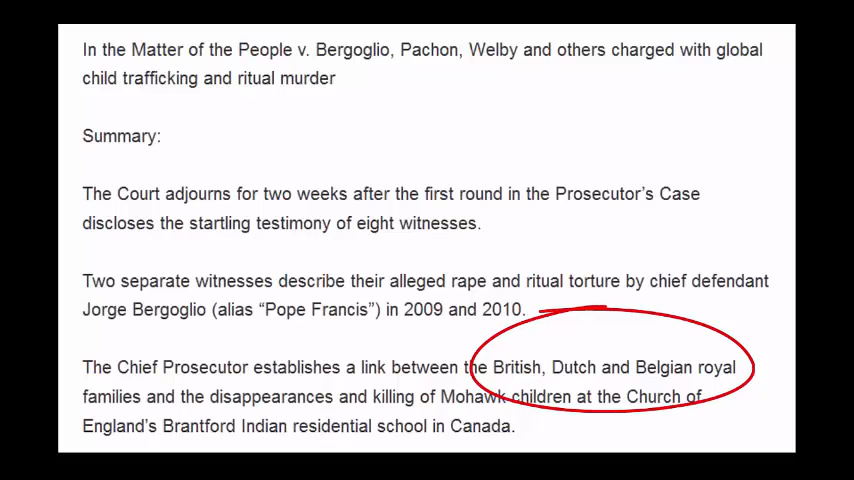 In the Matter of the People v. Bergoglio, Pachon, Welby and others charged with global
child trafficking and ritual murder
Summary:
The Court adjourns for two weeks after the first round in the Prosecutor's Case
discloses the startling testimony of eight witnesses.
Two separate witnesses describe their alleged rape and ritual torture by chief defendant
Jorge Bergoglio (alias “Pope Francis”) in 2009 and 2010.
The Chief Prosecutor establishes a link between the British, Dutch and Belgian royal
families and the disappearances and killing of Mohawk children at the Church of
England's Brantford Indian residential school in Canada.